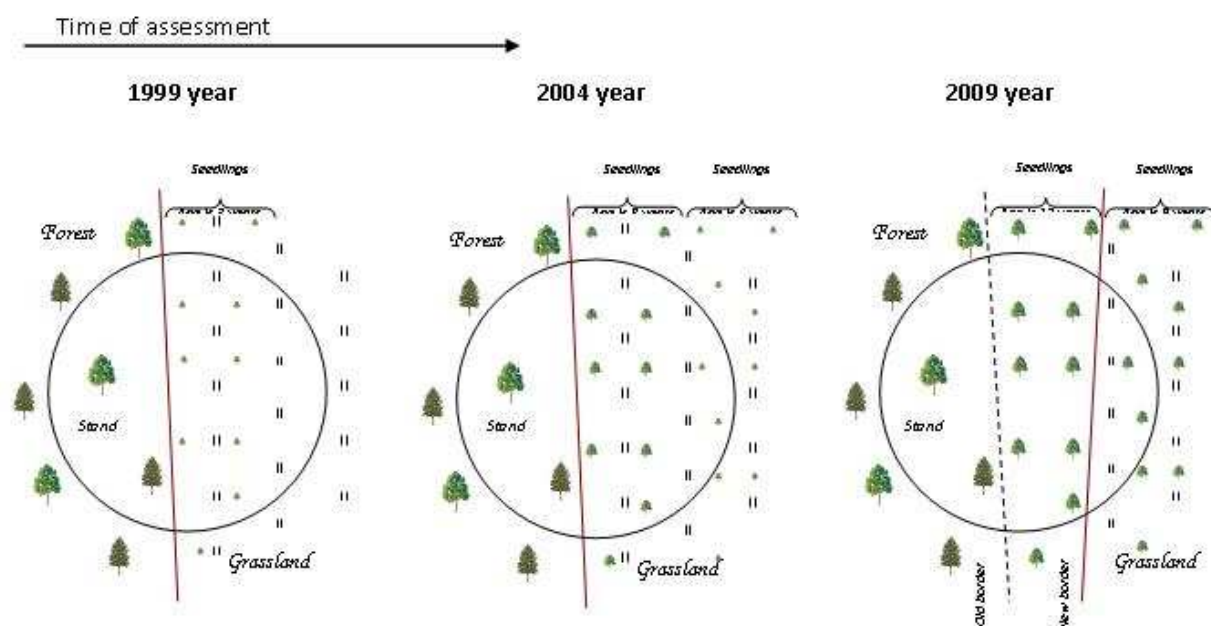 Time of assessment
1999 year
2004 year
2009 year
Seedlings
Seedlings
Seedlings
Seedlings
Seedlings
Forest
Forest
Forest
Stand
Stand
Stand
Grassland
Grassland
Grassland
Old border
New border